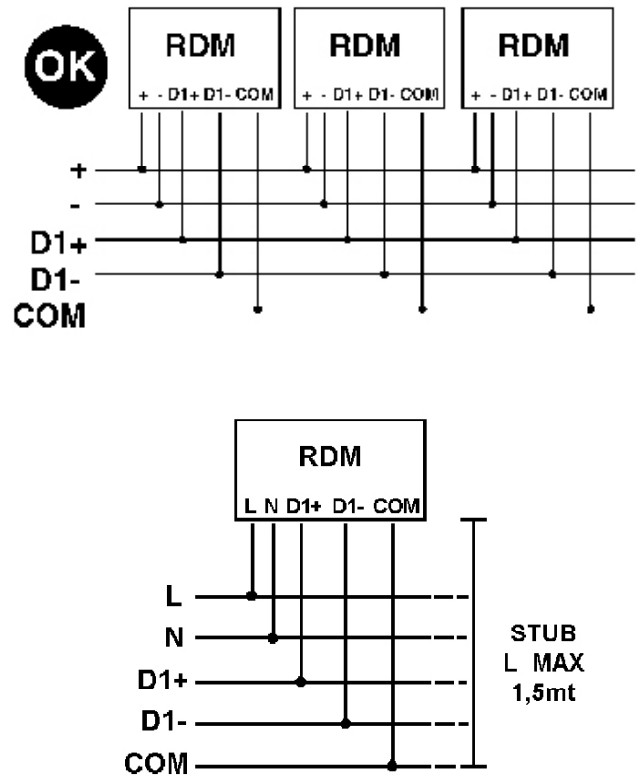 OK
RDM RDM RDM
+ - D1+ D1- COM + - D1+ D1- COM + - D1+ D1- COM
+
-
D1+
D1-
COM
RDM
L N D1+ D1- COM
L
N
D1+
D1-
COM
STUB
L MAX
1,5mt